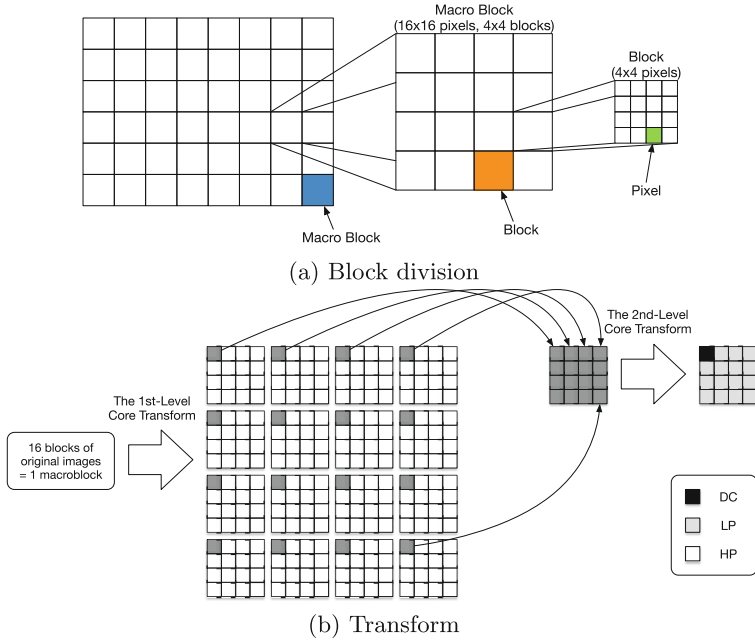 Macro Block
(16x16 pixels, 4x4 blocks)
Block
(4x4 pixels)
Pixel
Macro Block
Block
(a) Block division
The 2nd-Level
Core Transform
The 1st-Level
Core Transform
16 blocks of
original images
= 1 macroblock
DC
LP
HP
(b) Transform